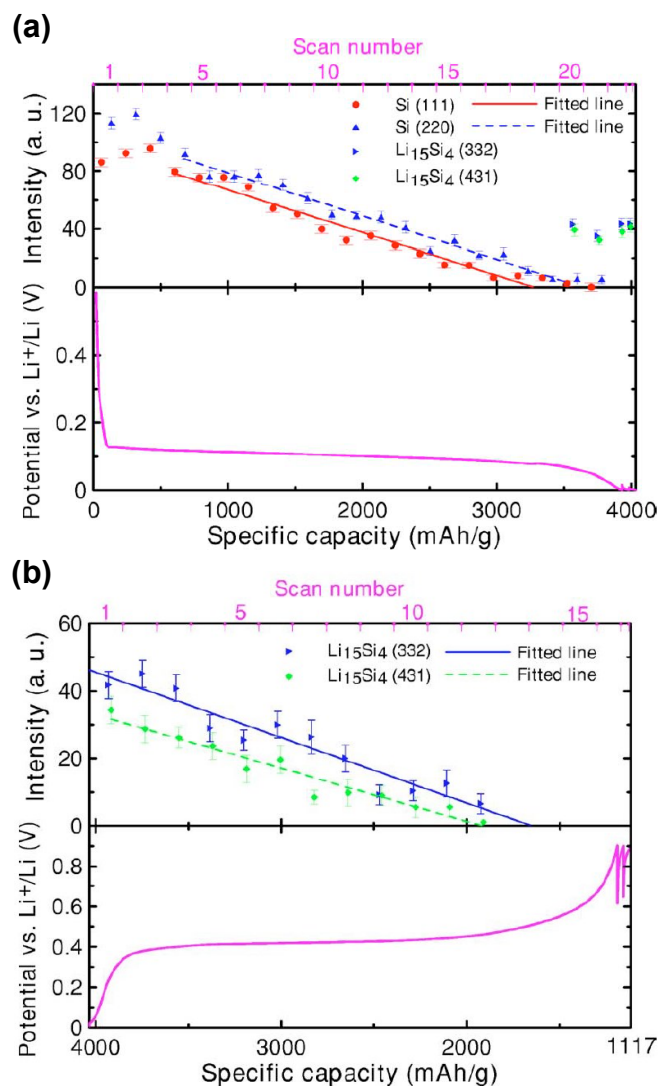 (a)
Scan number
1 5 10 15 20
120
80
40
0
Intensity (a. u.)
Si (111) Fitted line
Si (220) Fitted line
Li15Si4 (332)
Li15Si4 (431)
Potential vs. Li+/Li (V)
0.4
0.2
0
0 1000 2000 3000 4000
Specific capacity (mAh/g)
(b)
Scan number
1 5 10 15
60
40
20
0
Intensity (a. u.)
Li15Si4 (332) Fitted line
Li15Si4 (431) Fitted line
Potential vs. Li+/Li (V)
0.8
0.6
0.4
0.2
0
4000 3000 2000 1117
Specific capacity (mAh/g)